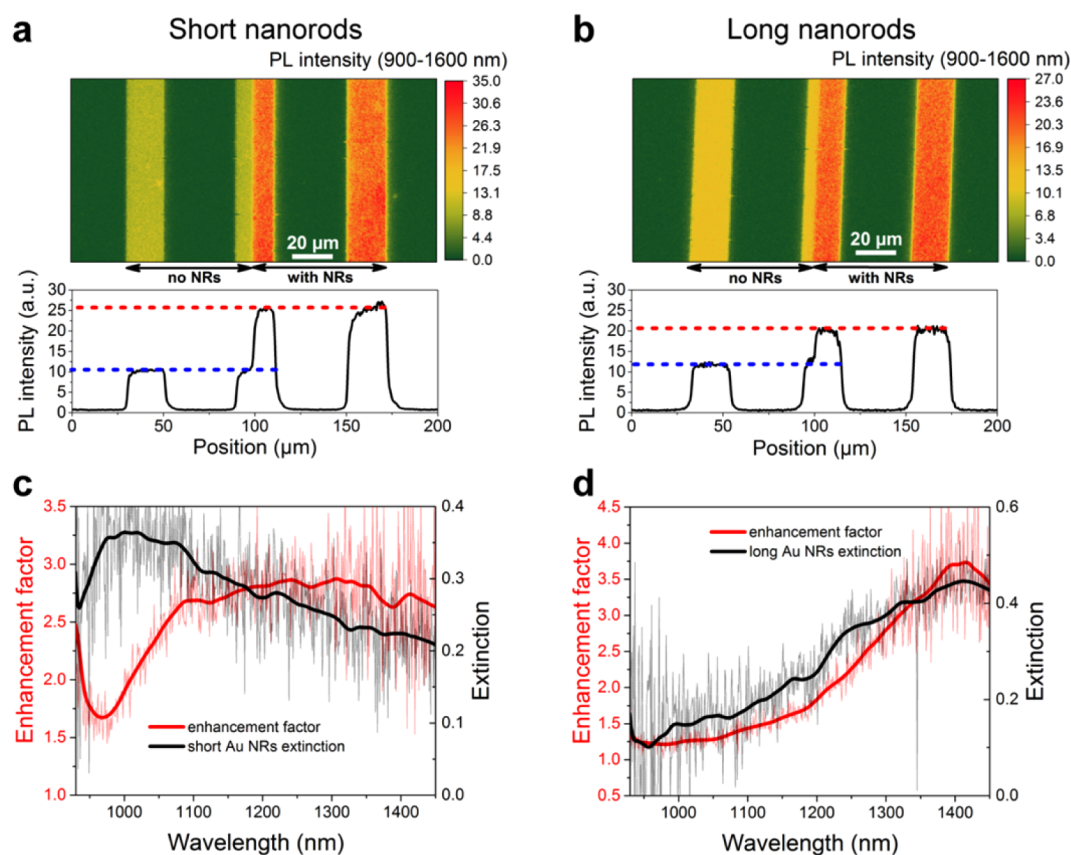 a
Short nanorods
PL intensity (900-1600 nm)
35.0
30.6
26.3
21.9
17.5
13.1
8.8
4.4
0.0
20 µm
no NRs
with NRs
PL intensity (a.u.)
30
25
20
15
10
5
0
0
50
100
150
200
Position (µm)
b
Long nanorods
PL intensity (900-1600 nm)
27.0
23.6
20.3
16.9
13.5
10.1
6.8
3.4
0.0
20 µm
no NRs
with NRs
PL intensity (a.u.)
30
25
20
15
10
5
0
0
50
100
150
200
Position (µm)
c
Enhancement factor
3.5
3.0
2.5
2.0
1.5
1.0
enhancement factor
short Au NRs extinction
0.4
0.3
0.2
0.1
0.0
Extinction
1000
1100
1200
1300
1400
Wavelength (nm)
d
Enhancement factor
4.5
4.0
3.5
3.0
2.5
2.0
1.5
1.0
0.5
enhancement factor
long Au NRs extinction
0.6
0.4
0.2
0.0
Extinction
1000
1100
1200
1300
1400
Wavelength (nm)